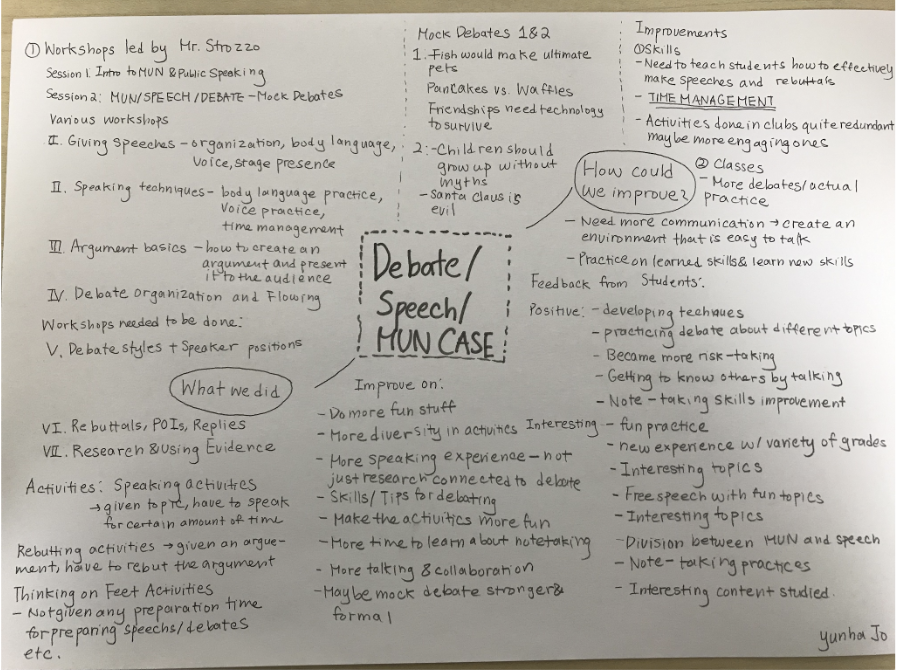 ① Workshops led by Mr. Strozzo
Session 1: Intro to MUN & Public Speaking
Session 2: MUN/SPEECH/DEBATE - Mock Debates
Various workshops
I. Giving Speeches - organization, body language,
voice, stage presence
II. Speaking techniques - body language practice,
voice practice,
time management
III. Argument basics - how to create an
argument and present
it to the audience
IV. Debate Organization and Flowing
Workshops needed to be done:
V. Debate styles + Speaker positions
What we did
VI. Rebuttals, POIs, Replies
VII. Research & Using Evidence
Activities: Speaking activities
→ given topic, have to speak
for certain amount of time
Rebutting activities → given an argue-
ment, have to rebut the argument
Thinking on Feet Activities
- Not given any preparation time
for preparing speechs/debates
etc.
Mock Debates 1&2
1. Fish would make ultimate
pets
Pancakes vs. Waffles
Friendships need technology
to survive
2: - Children should
grow up without
myths
- Santa Claus is
evil
Debate/
Speech/
MUN CASE
Improve on:
- Do more fun stuff
- More diversity in activities
- More speaking experience - not
just research connected to debate
- Skills/Tips for debating
- Make the activities more fun
- More time to learn about notetaking
- More talking & collaboration
- Maybe mock debate stronger &
formal
Improvements
① Skills
- Need to teach students how to effectively
make speeches and rebuttals
- TIME MANAGEMENT
- Activities done in clubs quite redundant
maybe more engaging ones
How could
we improve?
② Classes
- More debates/actual
practice
- Need more communication → create an
environment that is easy to talk
- Practice on learned skills & learn new skills
Feedback from Students:
Positive: - developing techniques
- practicing debate about different topics
- Became more risk-taking
- Getting to know others by talking
- Note-taking skills improvement
Interesting - fun practice
- new experience w/ variety of grades
- Interesting topics
- Free speech with fun topics
- Interesting topics
- Division between MUN and speech
- Note-taking practices
- Interesting content studied.
yunha Jo